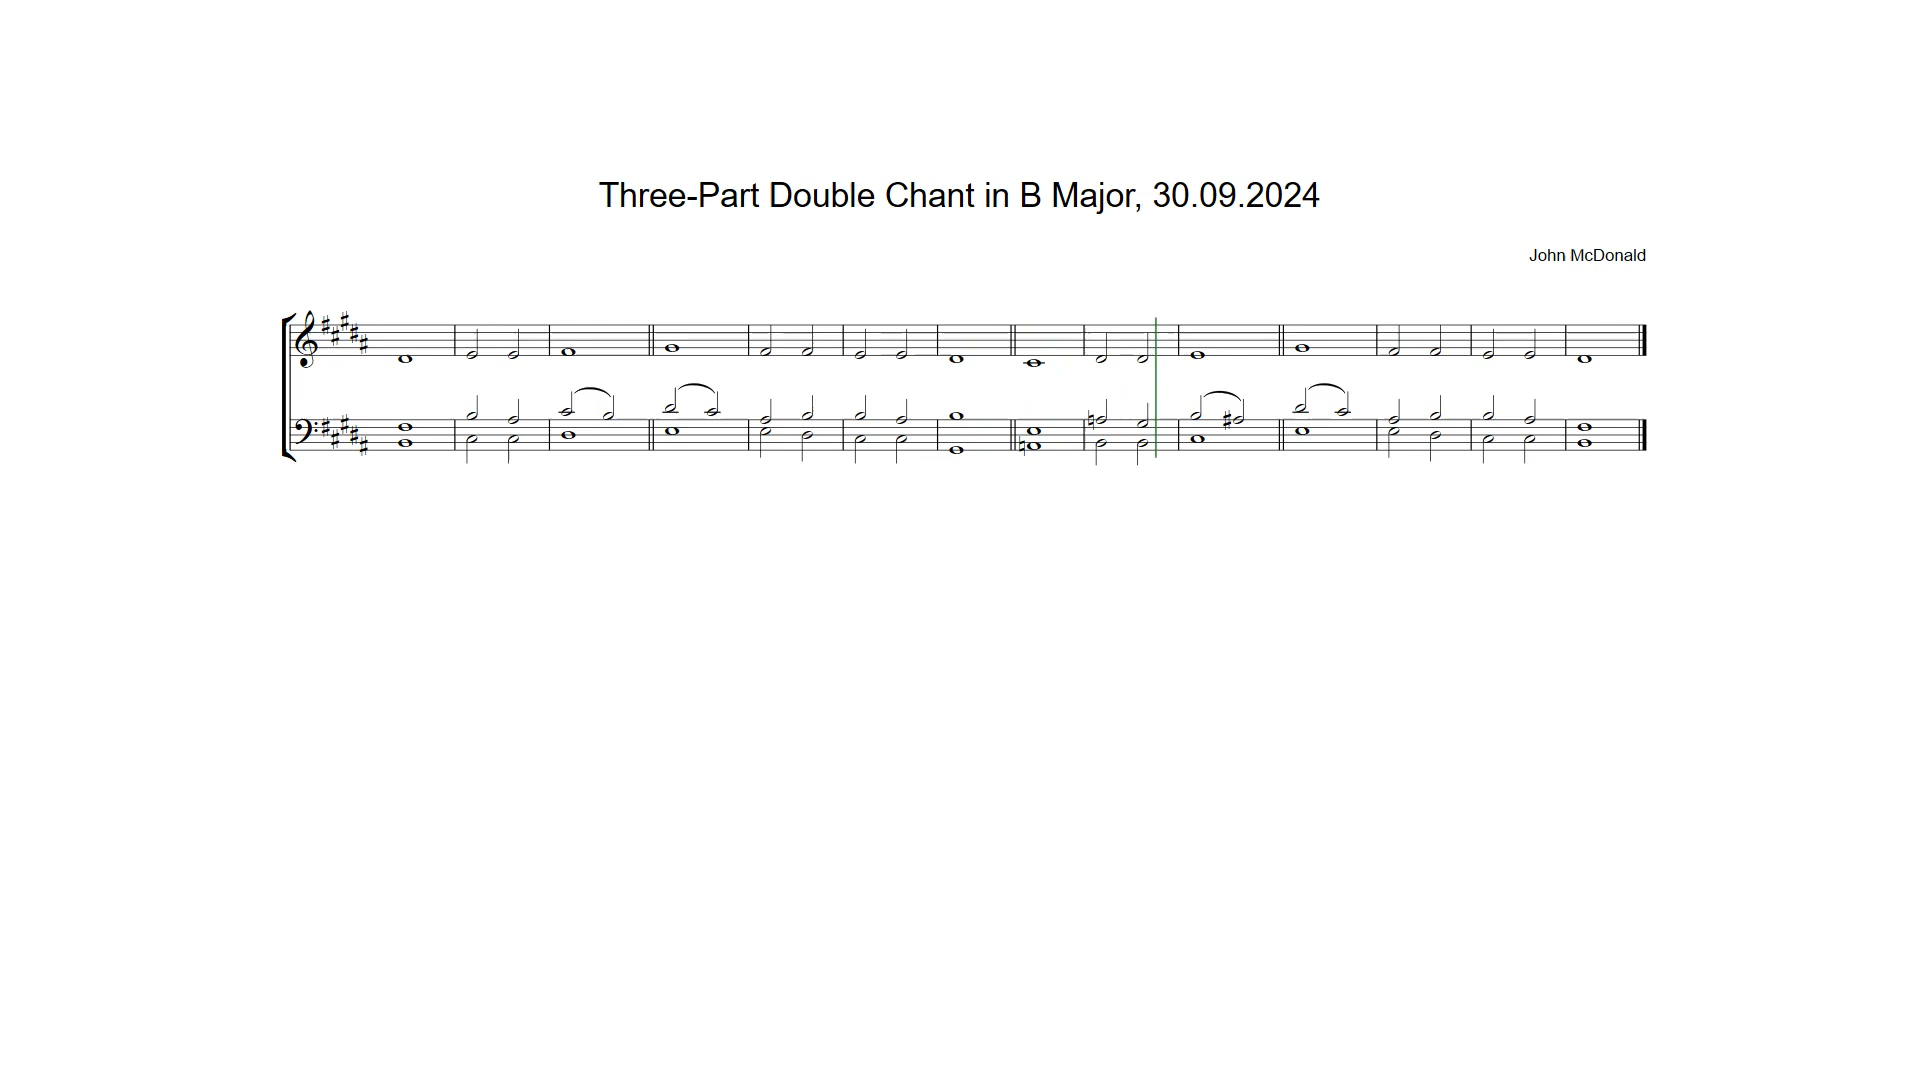 Three-Part Double Chant in B Major, 30.09.2024
John McDonald